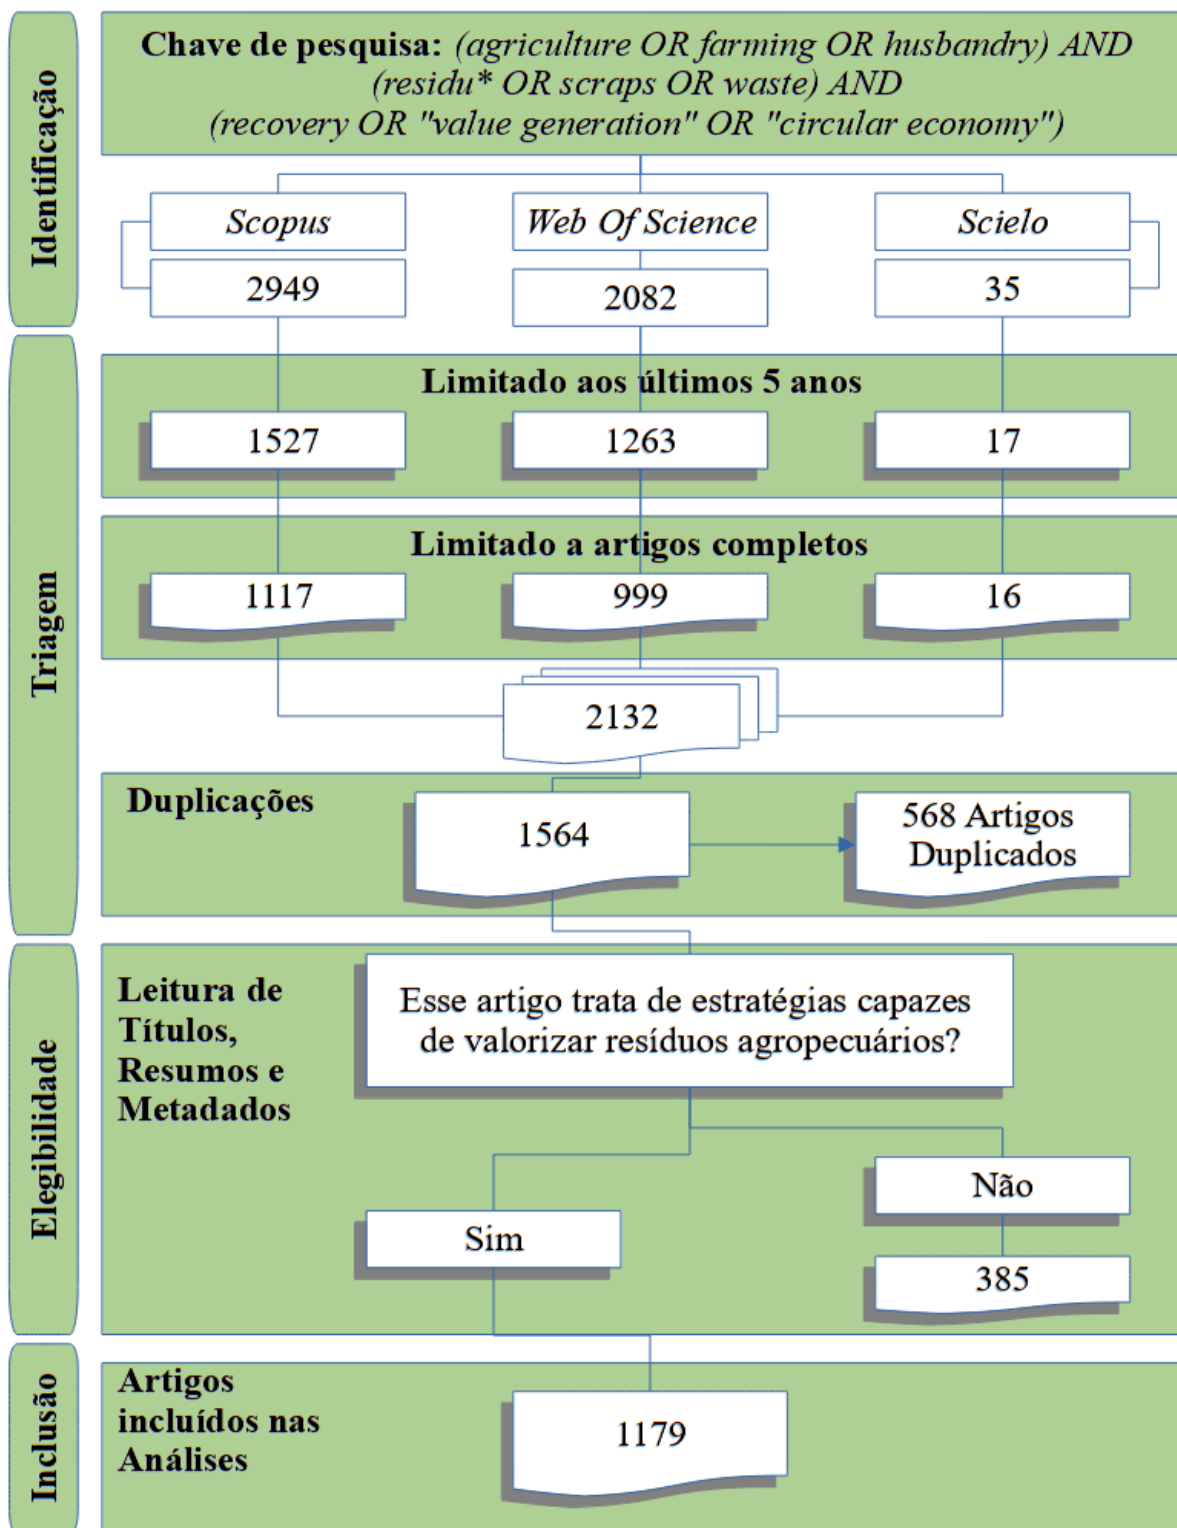 Identificação
Chave de pesquisa: (agriculture OR farming OR husbandry) AND
(residu* OR scraps OR waste) AND
(recovery OR "value generation" OR "circular economy")
Scopus
Web Of Science
Scielo
2949
2082
35
Triagem
Limitado aos últimos 5 anos
1527
1263
17
Limitado a artigos completos
1117
999
16
2132
Duplicações
1564
568 Artigos
Duplicados
Elegibilidade
Leitura de
Títulos,
Resumos e
Metadados
Esse artigo trata de estratégias capazes
de valorizar resíduos agropecuários?
Sim
Não
385
Inclusão
Artigos
incluídos nas
Análises
1179